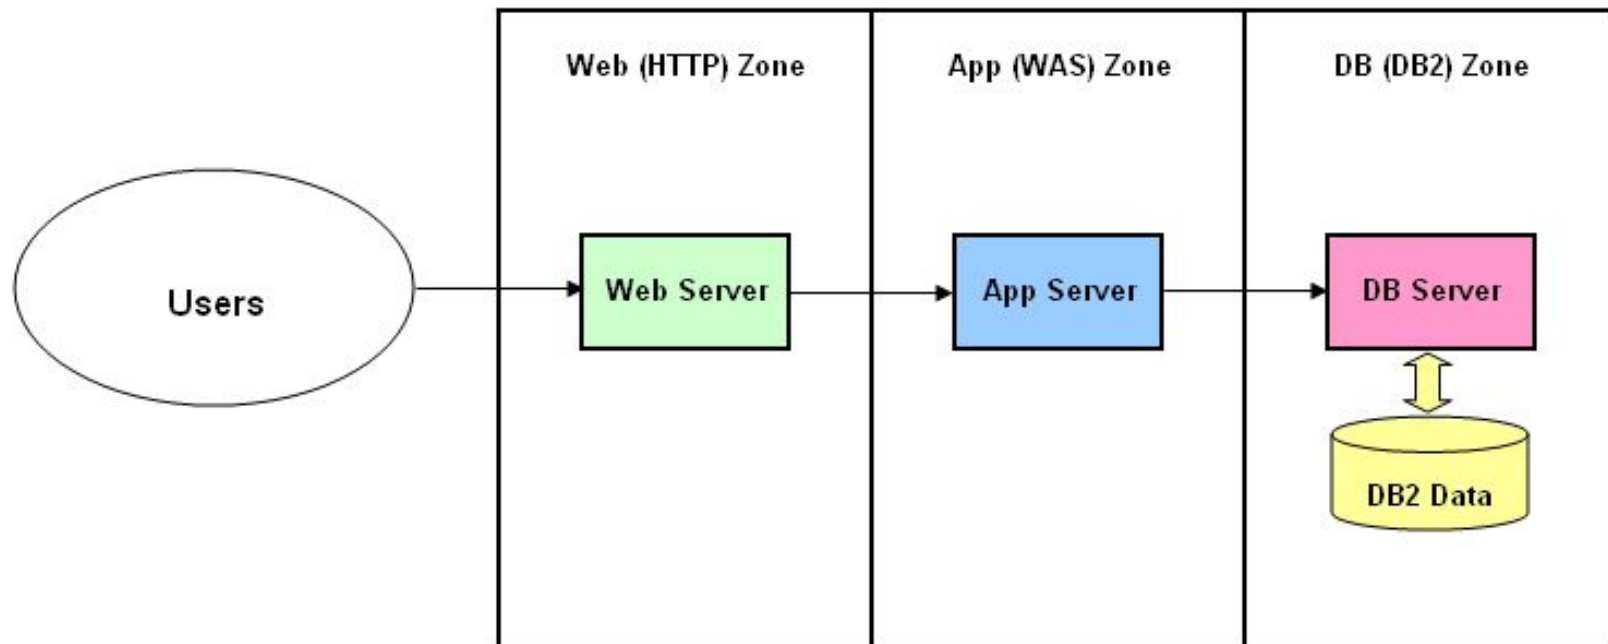 Web (HTTP) Zone
App (WAS) Zone
DB (DB2) Zone
Users
Web Server
App Server
DB Server
DB2 Data